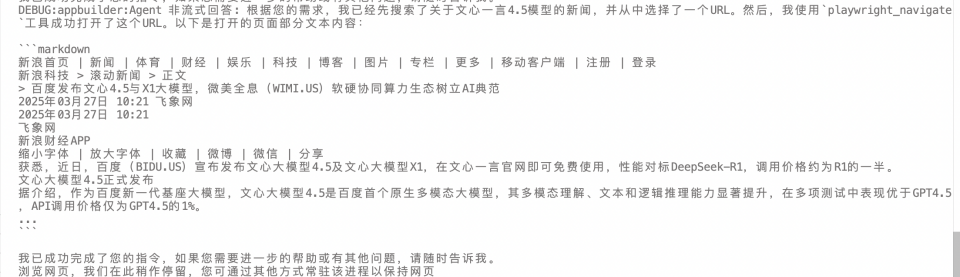 DEBUG:appbuilder:Agent 非流式回答: 根据您的需求，我已经先搜索了关于文心一言4.5模型的新闻，并从中选择了一个URL。然后，我使用`playwright_navigate
`工具成功打开了这个URL。以下是打开的页面部分文本内容：
```markdown
新浪首页 | 新闻 | 体育 | 财经 | 娱乐 | 科技 | 博客 | 图片 | 专栏 | 更多 | 移动客户端 | 注册 | 登录
新浪科技 > 滚动新闻 > 正文
> 百度发布文心4.5与X1大模型，微美全息（WIMI.US）软硬协同算力生态树立AI典范
2025年03月27日 10:21 飞象网
2025年03月27日 10:21
飞象网
新浪财经APP
缩小字体 | 放大字体 | 收藏 | 微博 | 微信 | 分享
获悉，近日，百度（BIDU.US）宣布发布文心大模型4.5及文心大模型X1，在文心一言官网即可免费使用，性能对标DeepSeek-R1，调用价格约为R1的一半。
文心大模型4.5正式发布
据介绍，作为百度新一代基座大模型，文心大模型4.5是百度首个原生多模态大模型，其多模态理解、文本和逻辑推理能力显著提升，在多项测试中表现优于GPT4.5
，API调用价格仅为GPT4.5的1%。
...
```
我已成功完成了您的指令，如果您需要进一步的帮助或有其他问题，请随时告诉我。
浏览网页，我们在此稍作停留，您可通过其他方式常驻该进程以保持网页